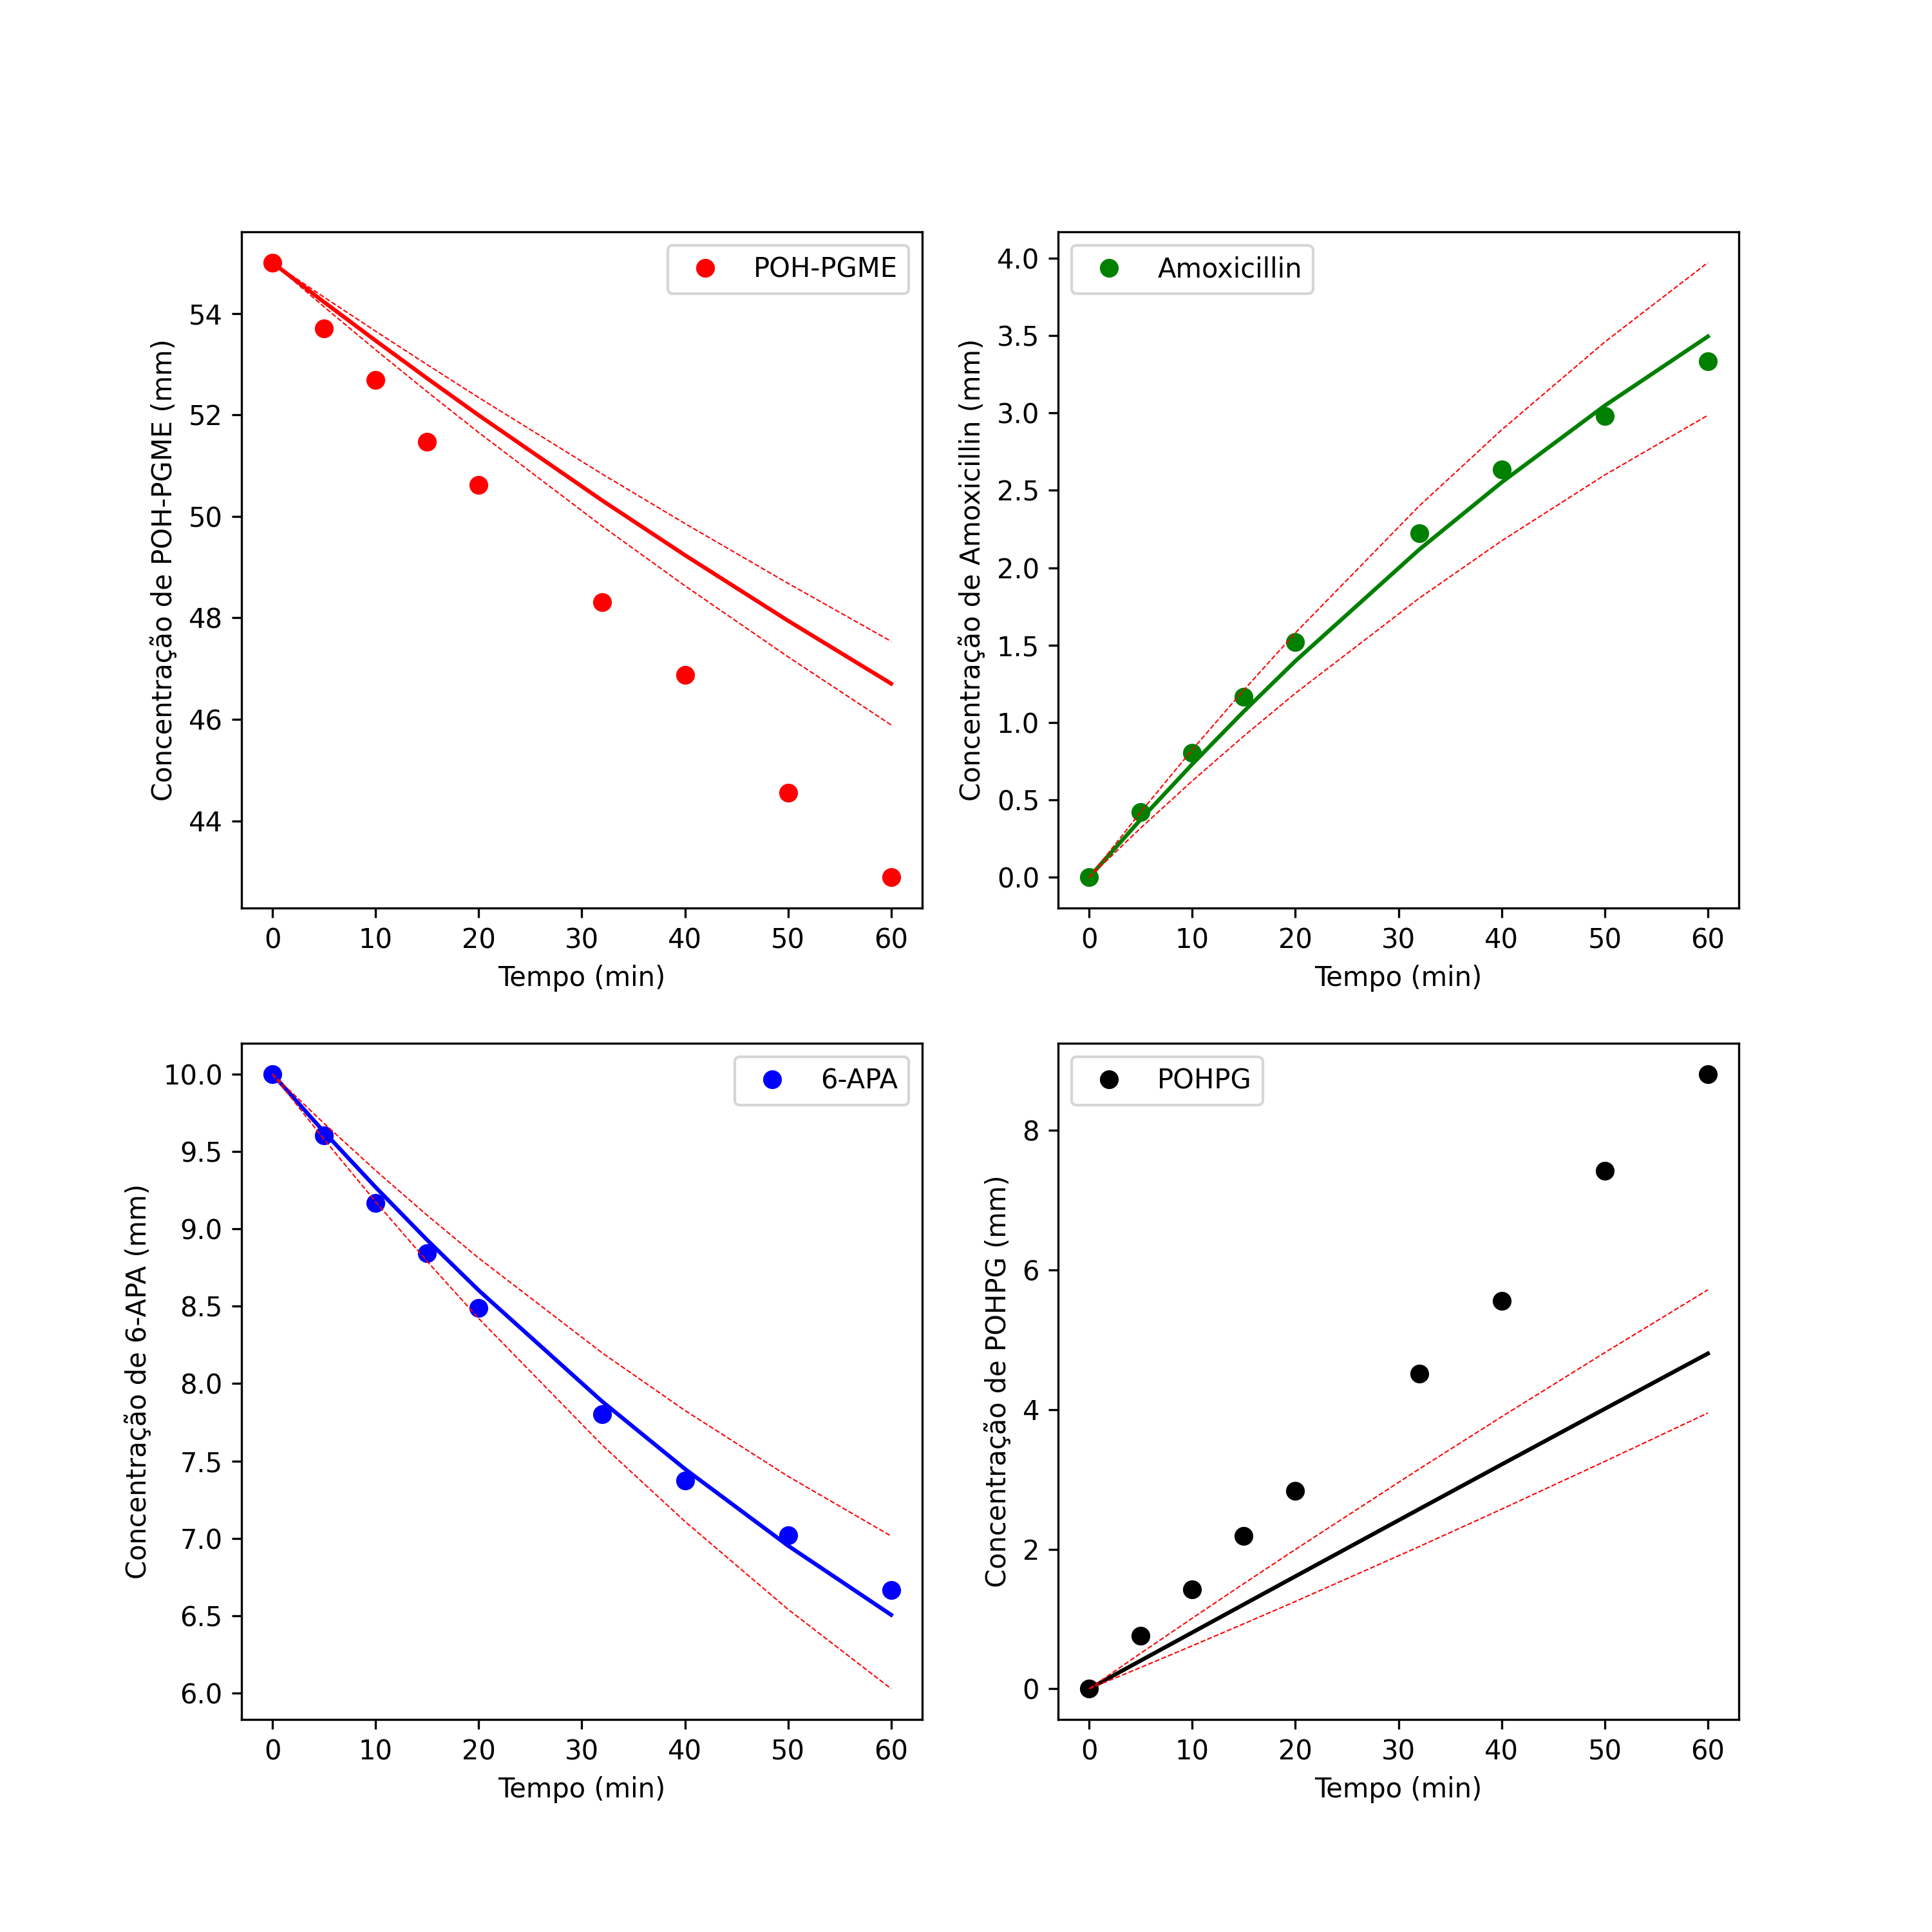 POH-PGME
Concentração de POH-PGME (mm)
54
52
50
48
46
44
0 10 20 30 40 50 60
Tempo (min)
Amoxicillin
Concentração de Amoxicillin (mm)
4.0
3.5
3.0
2.5
2.0
1.5
1.0
0.5
0.0
0 10 20 30 40 50 60
Tempo (min)
6-APA
Concentração de 6-APA (mm)
10.0
9.5
9.0
8.5
8.0
7.5
7.0
6.5
6.0
0 10 20 30 40 50 60
Tempo (min)
POHPG
Concentração de POHPG (mm)
8
6
4
2
0
0 10 20 30 40 50 60
Tempo (min)